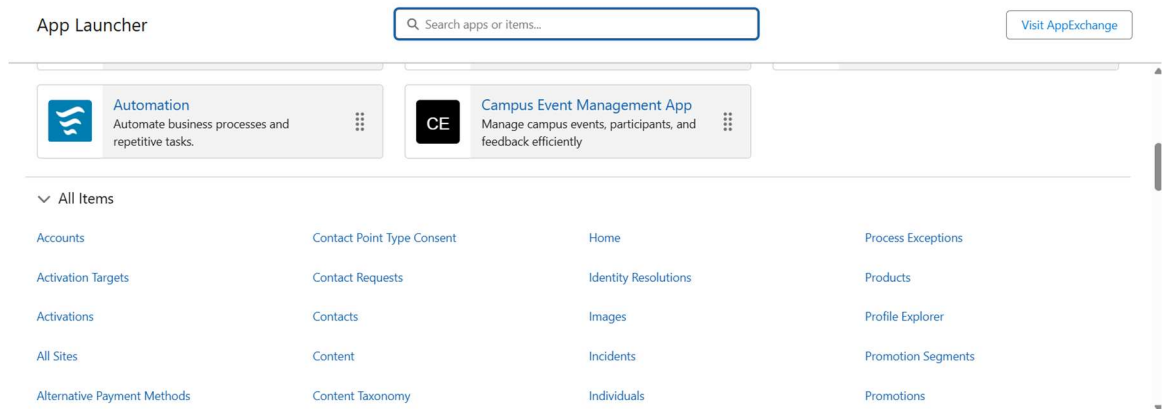 App Launcher
Search apps or items...
Visit AppExchange
Automation
Automate business processes and
repetitive tasks.
CE
Campus Event Management App
Manage campus events, participants, and
feedback efficiently
All Items
Accounts
Contact Point Type Consent
Home
Process Exceptions
Activation Targets
Contact Requests
Identity Resolutions
Products
Activations
Contacts
Images
Profile Explorer
All Sites
Content
Incidents
Promotion Segments
Alternative Payment Methods
Content Taxonomy
Individuals
Promotions